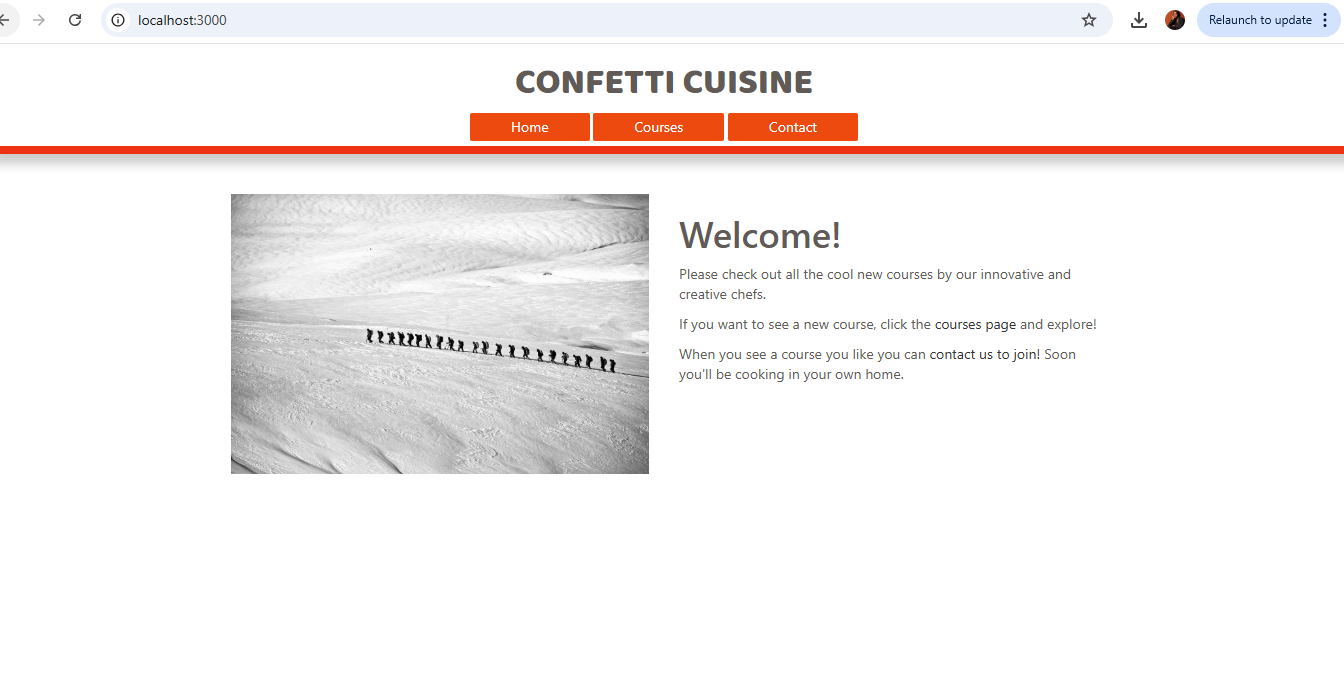 localhost:3000
Relaunch to update
CONFETTI CUISINE
Home
Courses
Contact
Welcome!
Please check out all the cool new courses by our innovative and
creative chefs.
If you want to see a new course, click the courses page and explore!
When you see a course you like you can contact us to join! Soon
you'll be cooking in your own home.